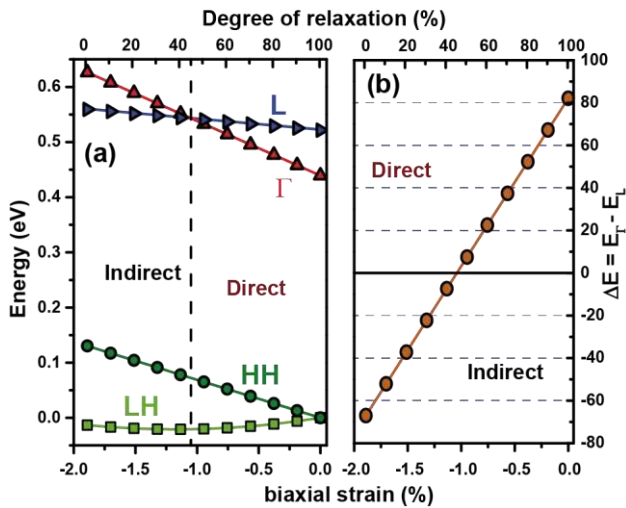 Degree of relaxation (%)
0 20 40 60 80 100 0 20 40 60 80 100
(a)
L
Γ
Indirect
Direct
HH
LH
Energy (eV)
0.6
0.5
0.4
0.3
0.2
0.1
0.0
-2.0 -1.5 -1.0 -0.5 0.0
(b)
Direct
Indirect
100
80
60
40
20
0
-20
-40
-60
-80
ΔE = E_Γ - E_L
-2.0 -1.5 -1.0 -0.5 0.0
biaxial strain (%)